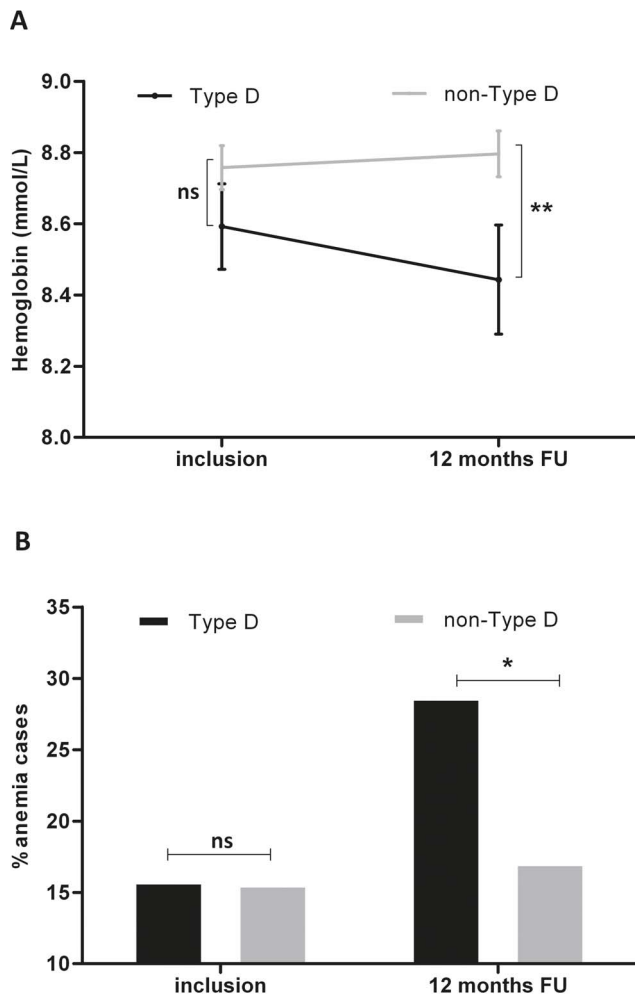 A
9.0
Type D
non-Type D
8.8
ns
8.6
**
8.4
8.2
8.0
Hemoglobin (mmol/L)
inclusion
12 months FU
B
35
Type D
non-Type D
30
*
25
20
ns
15
10
% anemia cases
inclusion
12 months FU